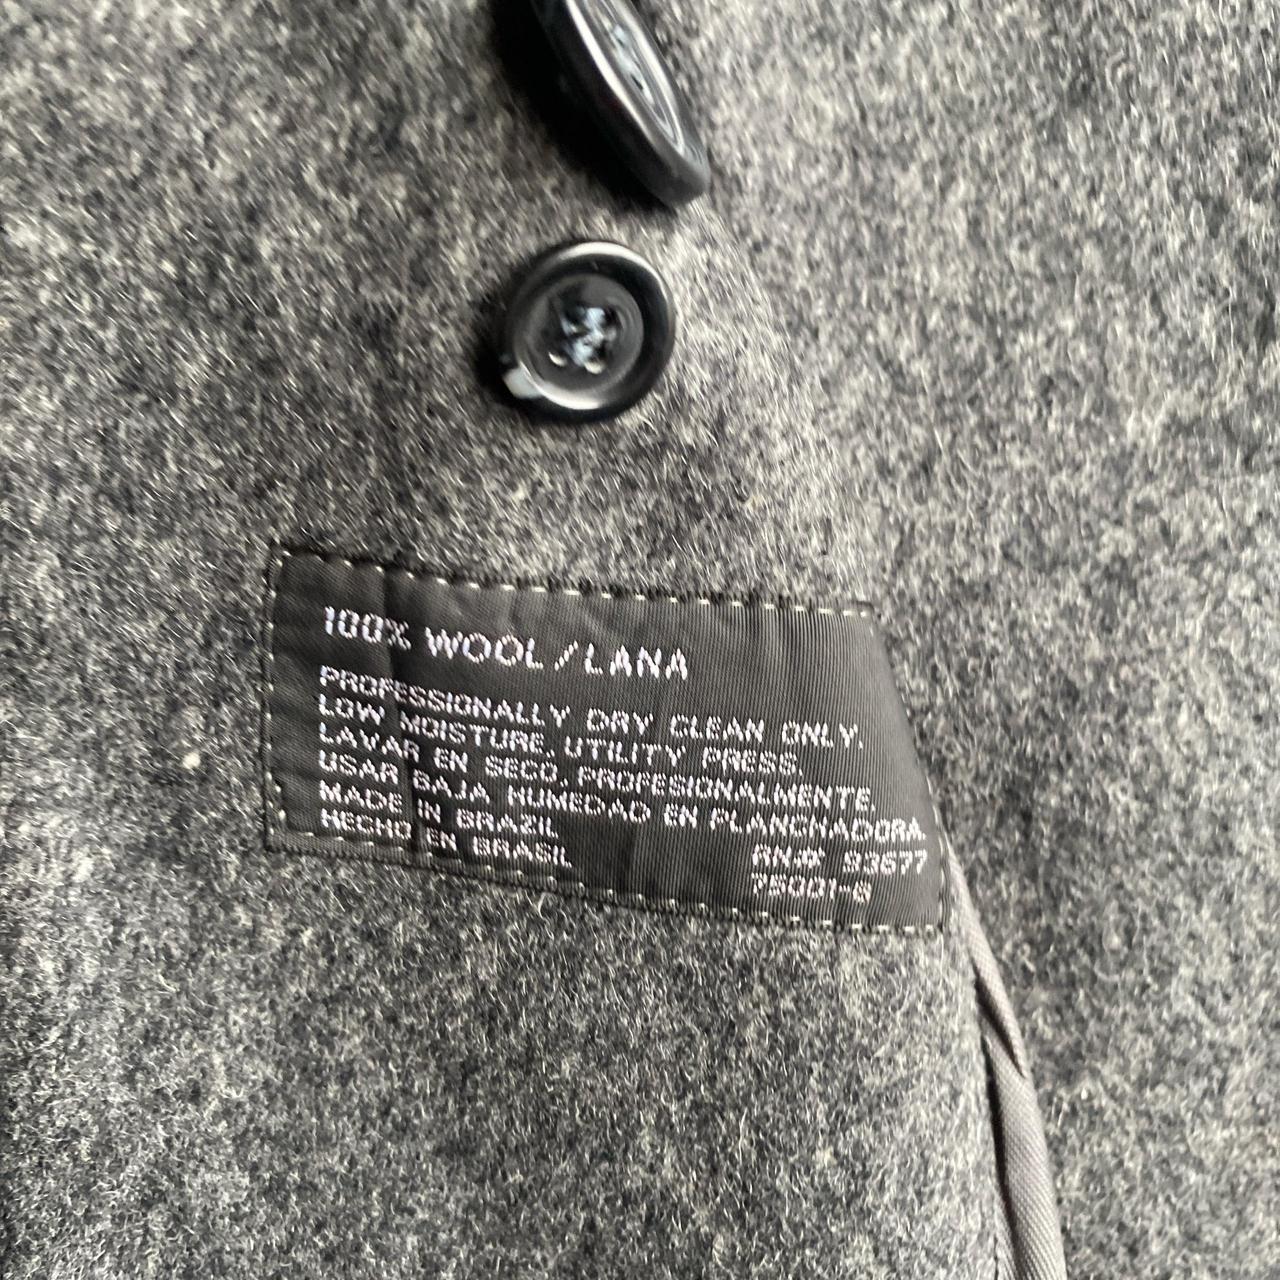 100% WOOL/LANA
PROFESSIONALLY DRY CLEAN ONLY.
LOW MOISTURE, UTILITY PRESS.
LAVAR EN SECO, PROFESIONALMENTE.
USAR BAJA HUMEDAD EN PLANCHADORA.
MADE IN BRAZIL
HECHO EN BRASIL
RN.# 93677
75001-8